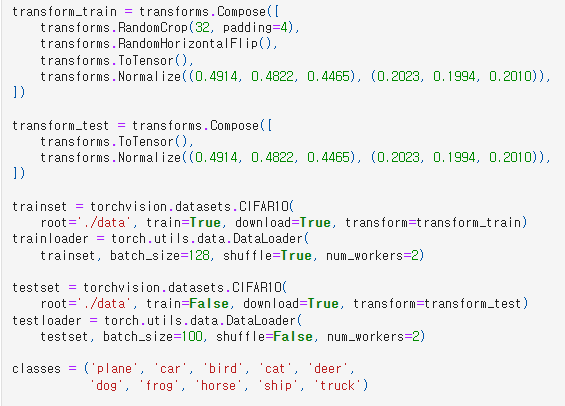 transform_train = transforms.Compose([
    transforms.RandomCrop(32, padding=4),
    transforms.RandomHorizontalFlip(),
    transforms.ToTensor(),
    transforms.Normalize((0.4914, 0.4822, 0.4465), (0.2023, 0.1994, 0.2010)),
])

transform_test = transforms.Compose([
    transforms.ToTensor(),
    transforms.Normalize((0.4914, 0.4822, 0.4465), (0.2023, 0.1994, 0.2010)),
])

trainset = torchvision.datasets.CIFAR10(
    root='./data', train=True, download=True, transform=transform_train)
trainloader = torch.utils.data.DataLoader(
    trainset, batch_size=128, shuffle=True, num_workers=2)

testset = torchvision.datasets.CIFAR10(
    root='./data', train=False, download=True, transform=transform_test)
testloader = torch.utils.data.DataLoader(
    testset, batch_size=100, shuffle=False, num_workers=2)

classes = ('plane', 'car', 'bird', 'cat', 'deer',
           'dog', 'frog', 'horse', 'ship', 'truck')